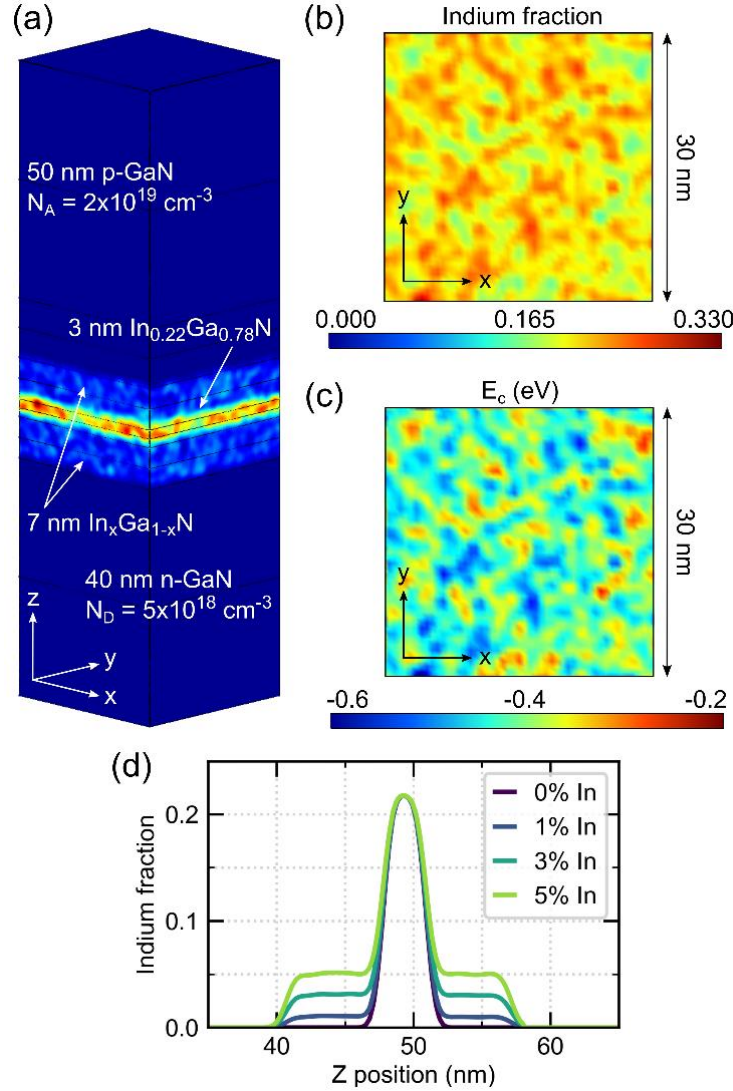 (a)
50 nm p-GaN
N_A = 2x10^19 cm^-3
3 nm In_0.22Ga_0.78N
7 nm In_xGa_1-xN
40 nm n-GaN
N_D = 5x10^18 cm^-3
z
y
x
(b)
Indium fraction
y
x
30 nm
0.000 0.165 0.330
(c)
E_c (eV)
y
x
30 nm
-0.6 -0.4 -0.2
(d)
Indium fraction
0.2
0.1
0.0
40 50 60
Z position (nm)
0% In
1% In
3% In
5% In